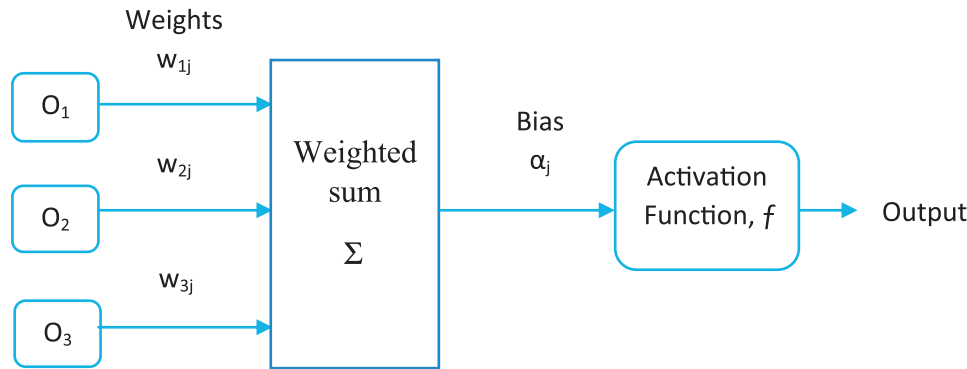 Weights
w₁ⱼ
O₁
w₂ⱼ
O₂
w₃ⱼ
O₃
Weighted
sum
Σ
Bias
αⱼ
Activation
Function, f
Output